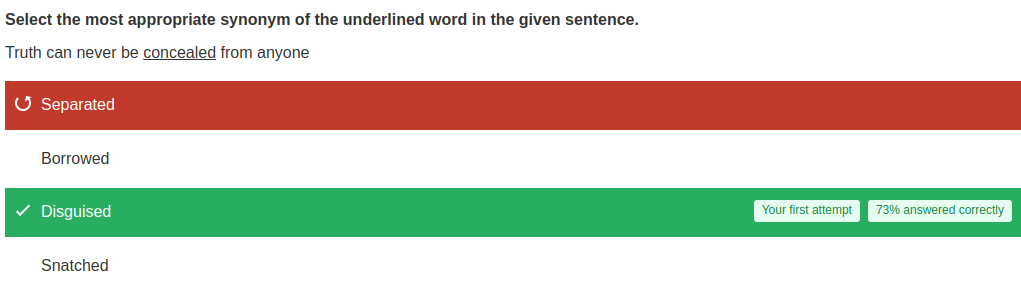 Select the most appropriate synonym of the underlined word in the given sentence.
Truth can never be concealed from anyone
Separated
Borrowed
Disguised Your first attempt 73% answered correctly
Snatched